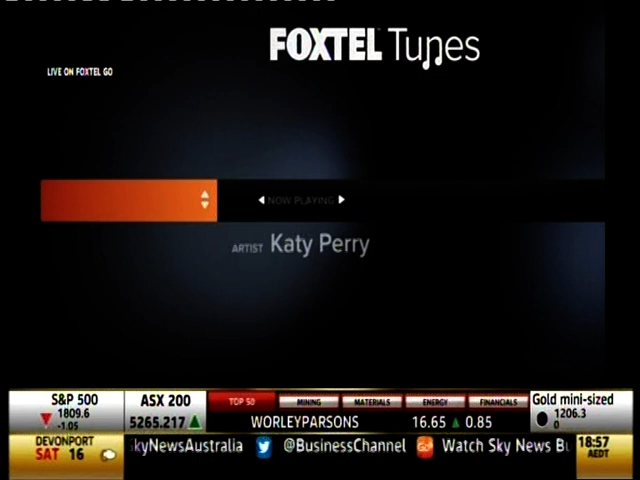 FOXTEL Tunes
LIVE ON FOXTEL GO
NOW PLAYING
ARTIST Katy Perry
S&P 500
1809.6
-1.05
ASX 200
5265.217
TOP 50
MINING
MATERIALS
ENERGY
FINANCIALS
WORLEYPARSONS 16.65 0.85
Gold mini-sized
1206.3
0
DEVONPORT
SAT 16
kyNewsAustralia @BusinessChannel Watch Sky News Bu
18:57
AEDT